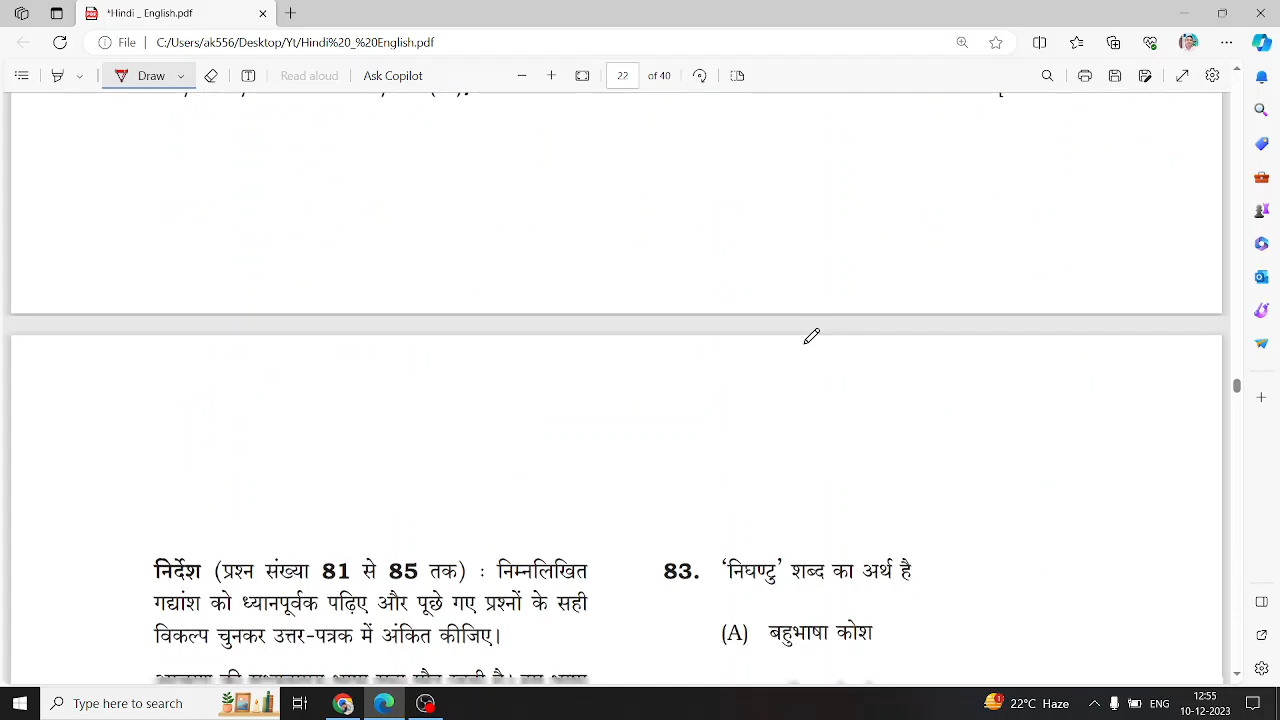 *Hindi _ English.pdf
File
C:/Users/ak556/Desktop/Yt/Hindi%20_%20English.pdf
Draw
Read aloud
Ask Copilot
22
of 40
निर्देश (प्रश्न संख्या 81 से 85 तक) : निम्नलिखित
गद्यांश को ध्यानपूर्वक पढ़िए और पूछे गए प्रश्नों के सही
विकल्प चुनकर उत्तर-पत्रक में अंकित कीजिए।
83. 'निघण्टु' शब्द का अर्थ है
(A) बहुभाषा कोश
Type here to search
22°C Haze
ENG
12:55
10-12-2023